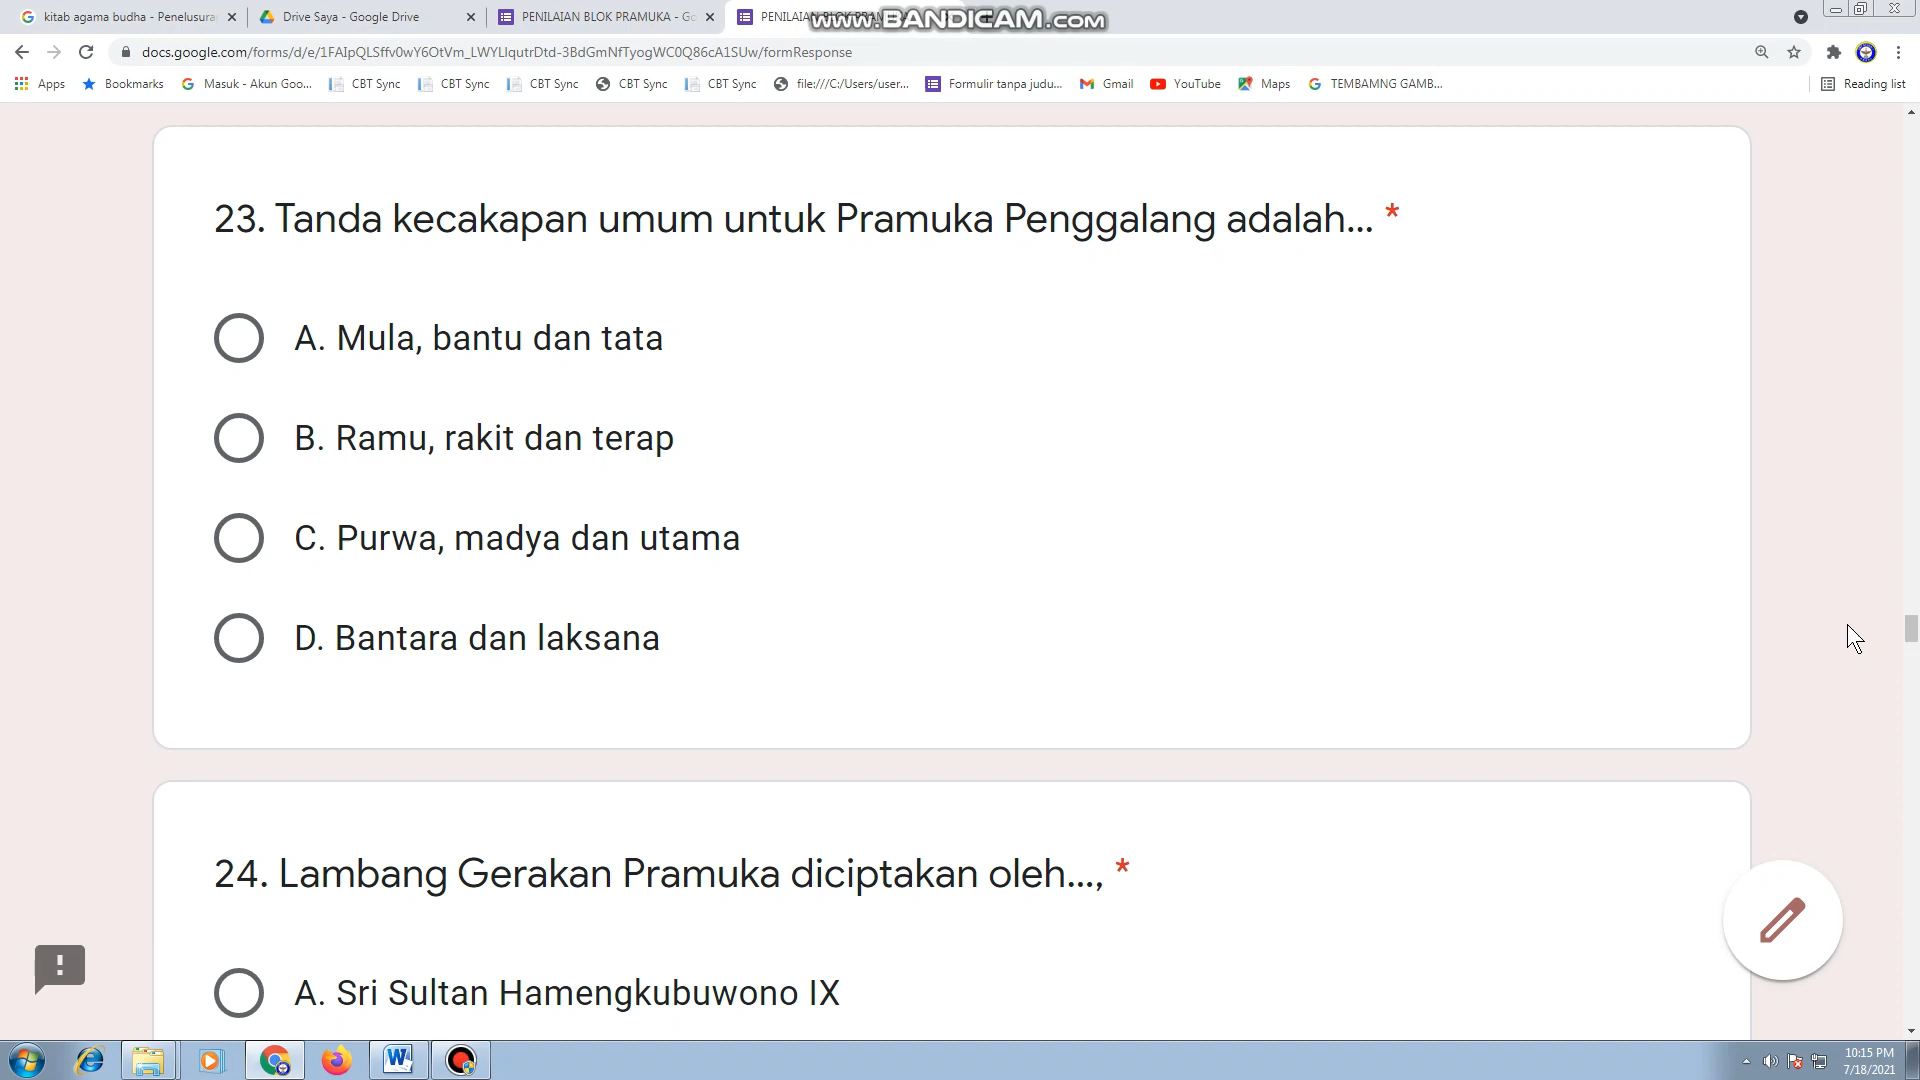 kitab agama budha - Penelusura
Drive Saya - Google Drive
PENILAIAN BLOK PRAMUKA - Go
PENILAIAN BLOK PRAMUKA
www.BANDICAM.com
docs.google.com/forms/d/e/1FAIpQLSffv0wY6OtVm_LWYLlqutrDtd-3BdGmNfTyogWC0Q86cA1SUw/formResponse
Apps
Bookmarks
Masuk - Akun Goo...
CBT Sync
CBT Sync
CBT Sync
CBT Sync
CBT Sync
file:///C:/Users/user...
Formulir tanpa judu...
Gmail
YouTube
Maps
TEMBAMNG GAMB...
Reading list
23. Tanda kecakapan umum untuk Pramuka Penggalang adalah... *
A. Mula, bantu dan tata
B. Ramu, rakit dan terap
C. Purwa, madya dan utama
D. Bantara dan laksana
24. Lambang Gerakan Pramuka diciptakan oleh..., *
A. Sri Sultan Hamengkubuwono IX
10:15 PM
7/18/2021